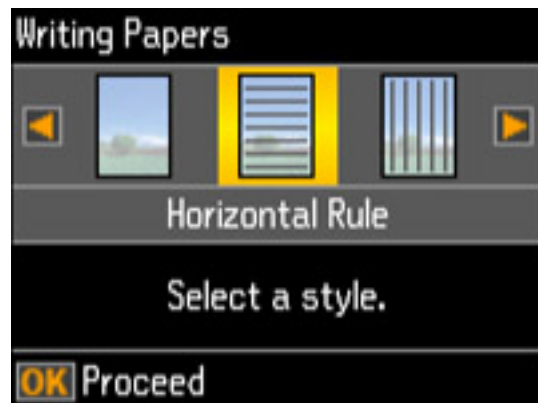 Writing Papers
Horizontal Rule
Select a style.
OK Proceed